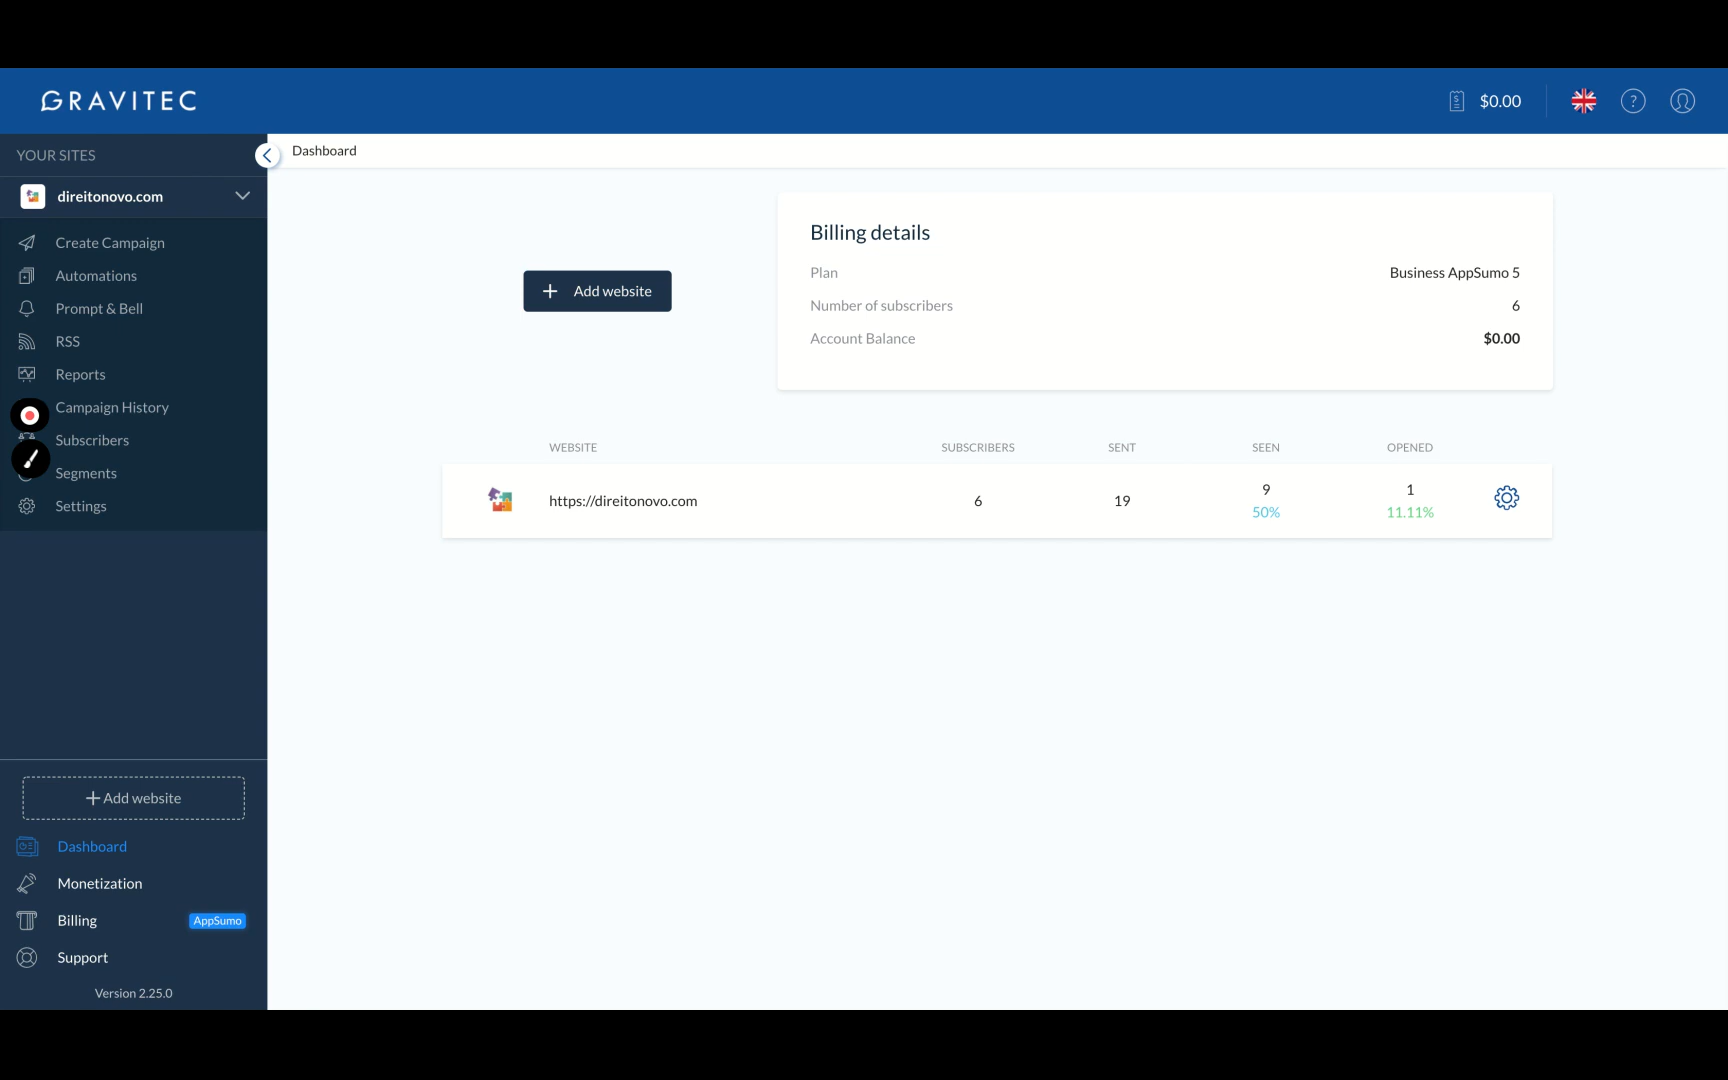 GRAVITEC
$0.00
?
YOUR SITES
direitonovo.com
Create Campaign
Automations
Prompt & Bell
RSS
Reports
Campaign History
Subscribers
Segments
Settings
+ Add website
Dashboard
Monetization
Billing AppSumo
Support
Version 2.25.0
Dashboard
+ Add website
Billing details
Plan Business AppSumo 5
Number of subscribers 6
Account Balance $0.00
WEBSITE SUBSCRIBERS SENT SEEN OPENED
https://direitonovo.com 6 19 9 1
50% 11.11%